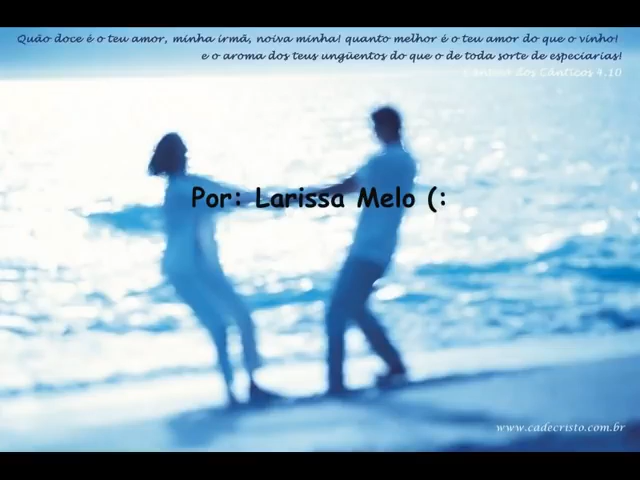 Quão doce é o teu amor, minha irmã, noiva minha! quanto melhor é o teu amor do que o vinho!
e o aroma dos teus ungüentos do que o de toda sorte de especiarias!
Cântico dos Cânticos 4.10
Por: Larissa Melo (:
www.cadecristo.com.br